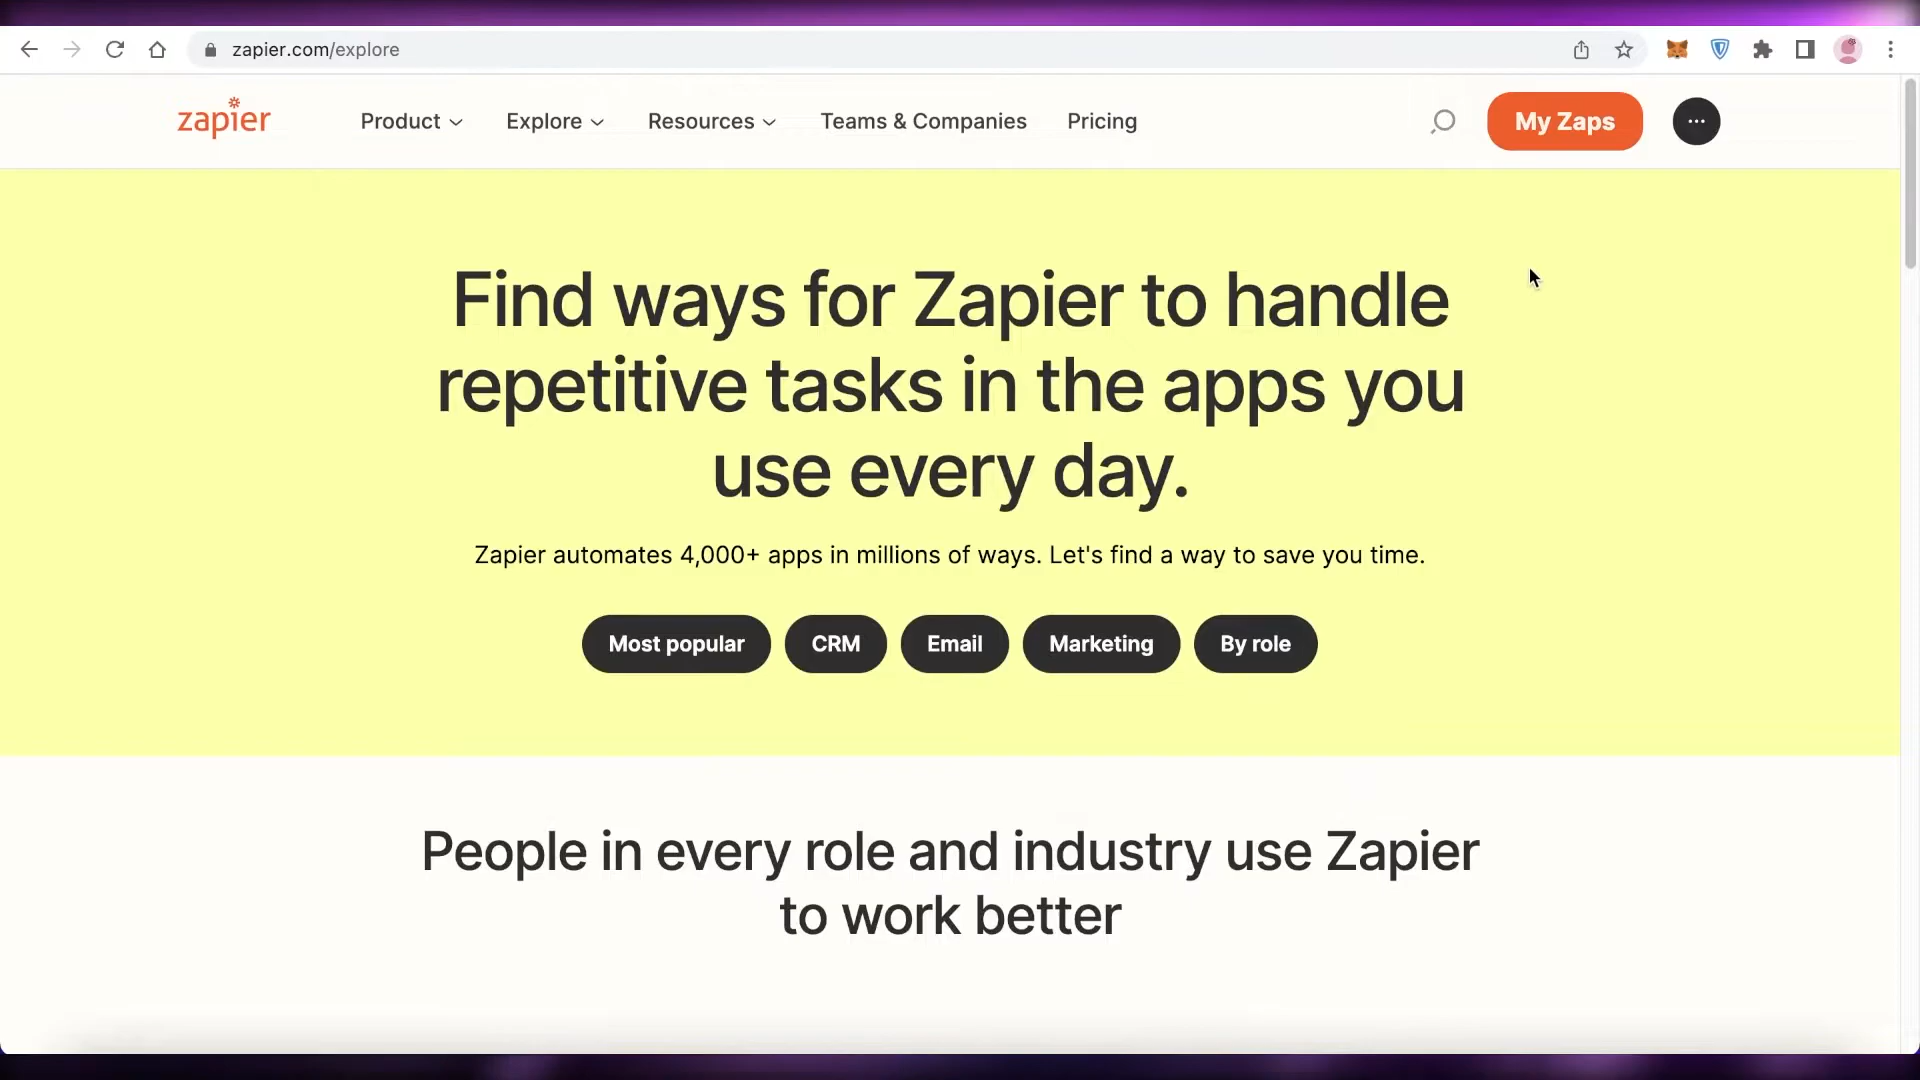 zapier.com/explore
zapier Product Explore Resources Teams & Companies Pricing My Zaps
Find ways for Zapier to handle
repetitive tasks in the apps you
use every day.
Zapier automates 4,000+ apps in millions of ways. Let's find a way to save you time.
Most popular CRM Email Marketing By role
People in every role and industry use Zapier
to work better